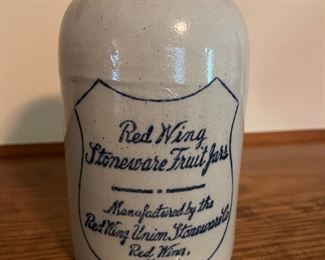 Red Wing
Stoneware Fruit Jars
Manufactured by the
Red Wing Union Stoneware Co.
Red Wing.